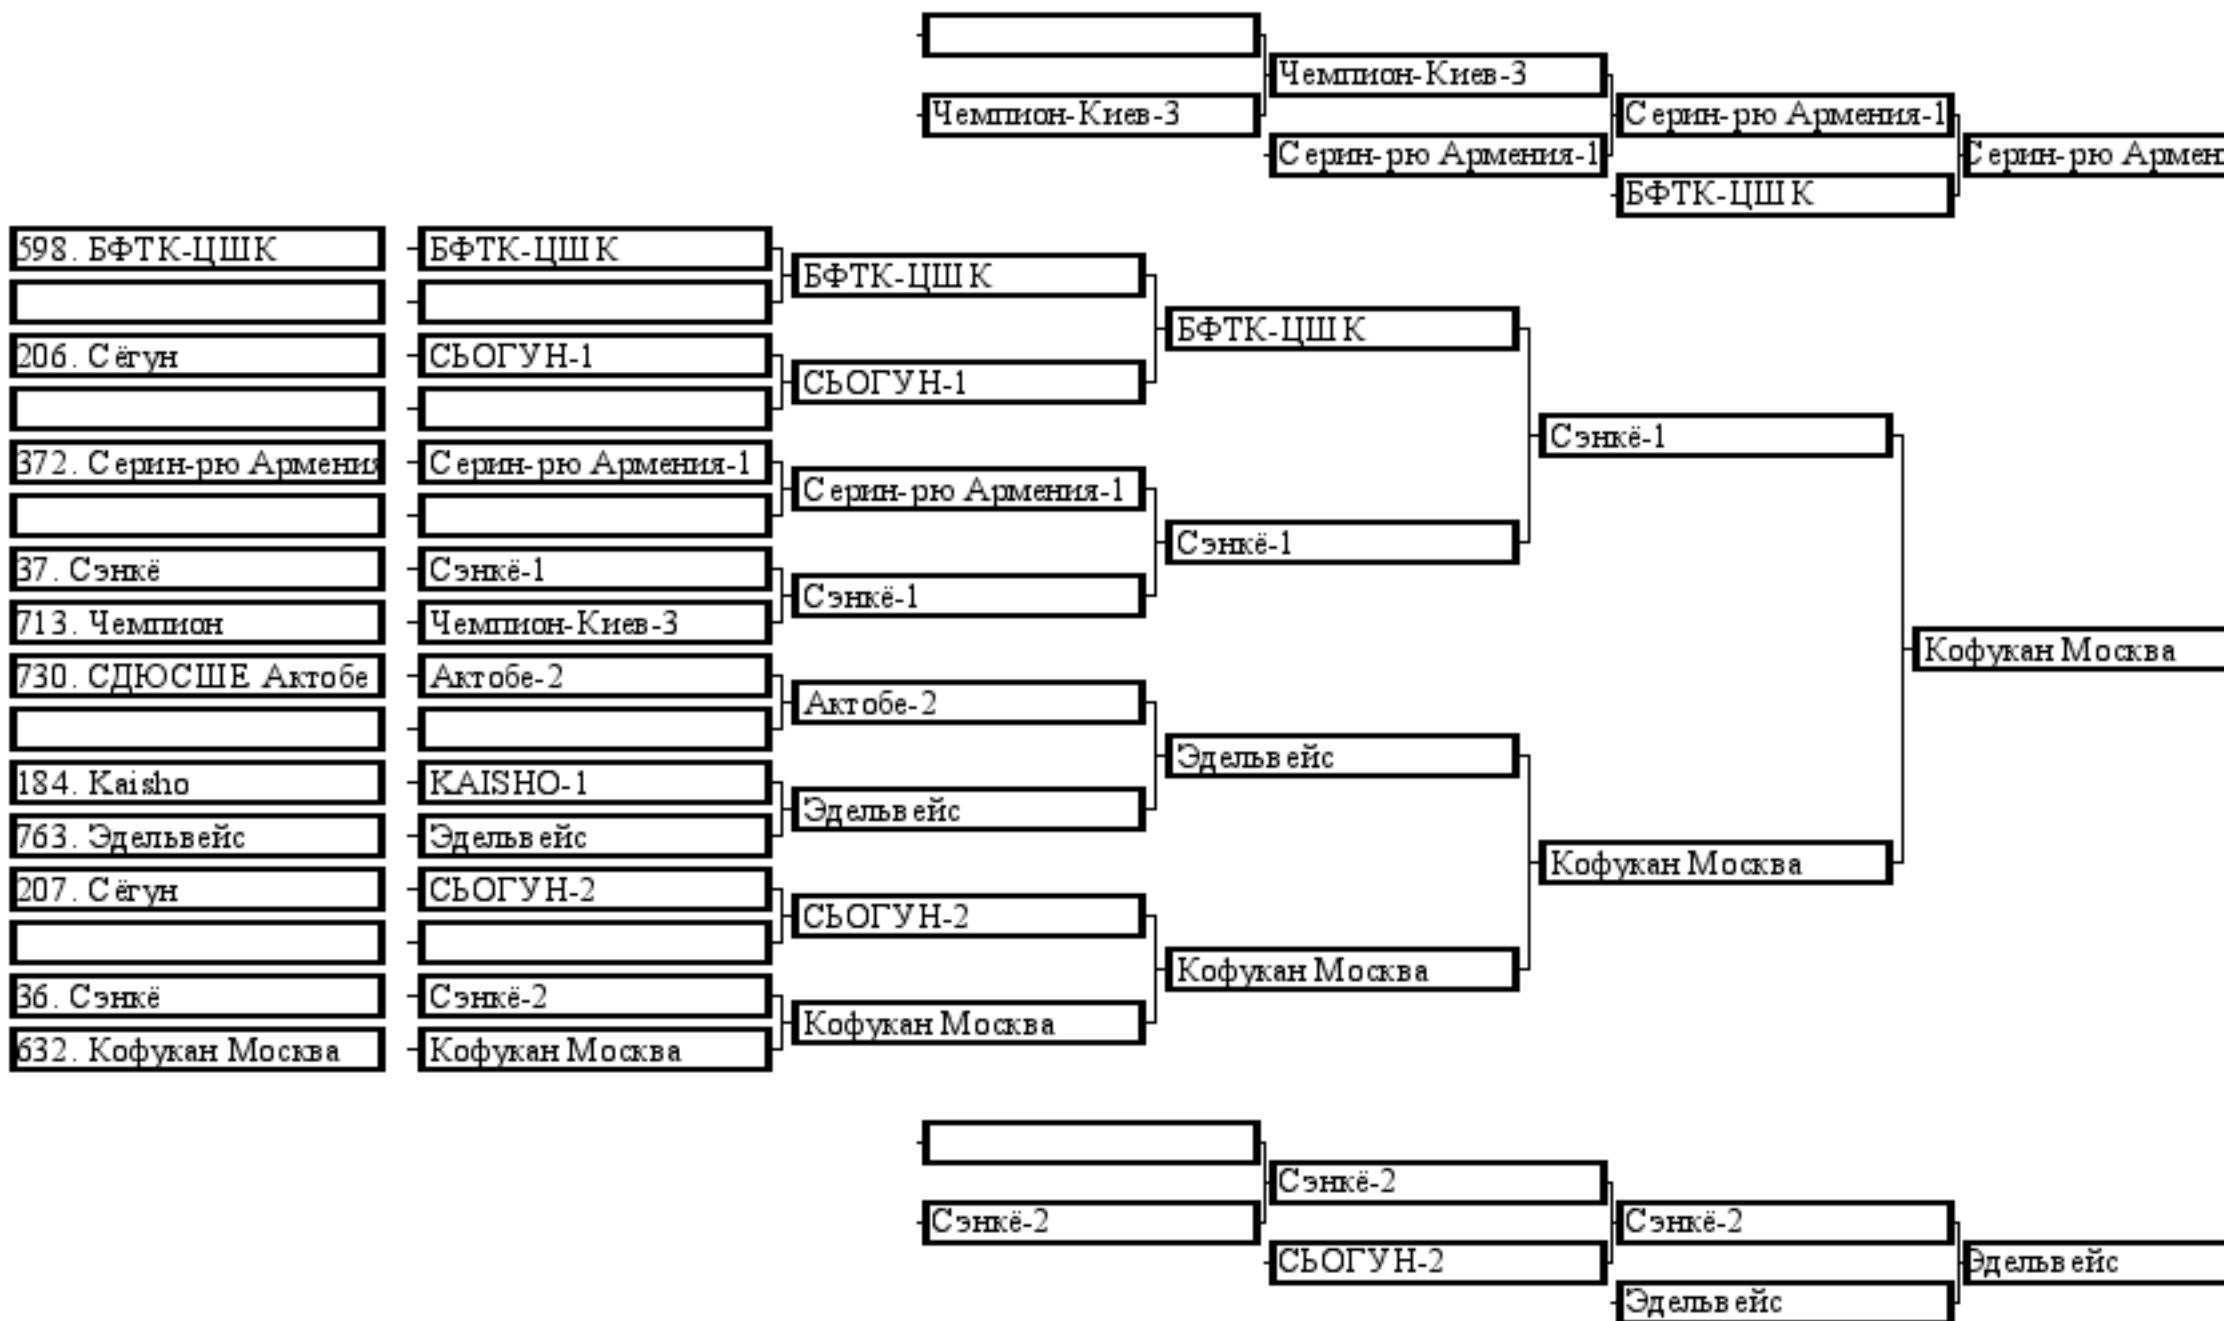 Чемпион-Киев-3
Чемпион-Киев-3
Серин-рю Армения-1
Серин-рю Армения-1
Серин-рю Армен
БФТК-ЦШК
598. БФТК-ЦШК
БФТК-ЦШК
БФТК-ЦШК
БФТК-ЦШК
206. Сёгун
СЬОГУН-1
СЬОГУН-1
372. Серин-рю Армения
Серин-рю Армения-1
Серин-рю Армения-1
Сэнкё-1
Сэнкё-1
37. Сэнкё
Сэнкё-1
Сэнкё-1
713. Чемпион
Чемпион-Киев-3
Кофукан Москва
730. СДЮСШЕ Актобе
Актобе-2
Актобе-2
Эдельвейс
184. Kaisho
KAISHO-1
Эдельвейс
763. Эдельвейс
Эдельвейс
Кофукан Москва
207. Сёгун
СЬОГУН-2
СЬОГУН-2
Кофукан Москва
36. Сэнкё
Сэнкё-2
Кофукан Москва
632. Кофукан Москва
Кофукан Москва
Сэнкё-2
Сэнкё-2
Сэнкё-2
СЬОГУН-2
Эдельвейс
Эдельвейс